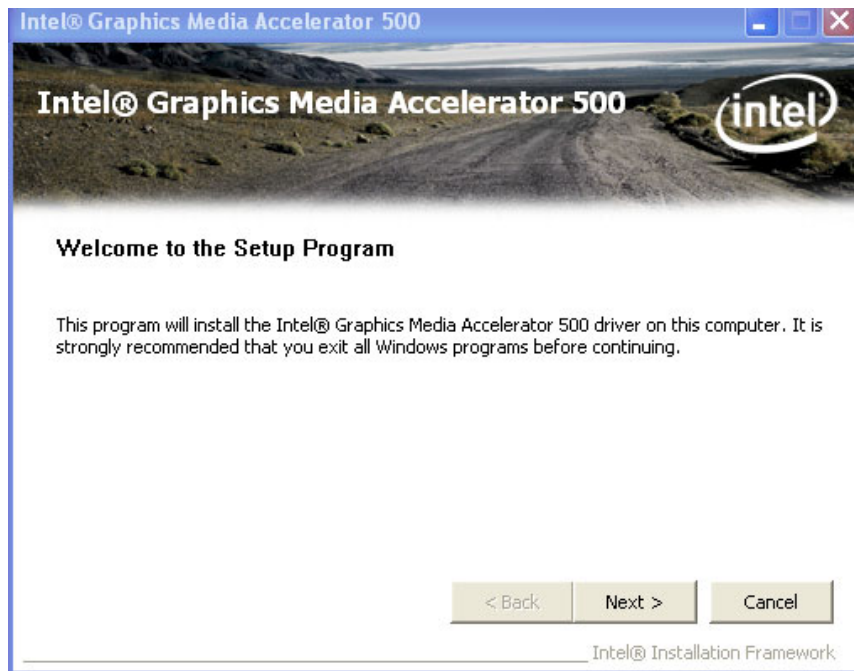 Intel® Graphics Media Accelerator 500
Intel® Graphics Media Accelerator 500
intel
Welcome to the Setup Program
This program will install the Intel® Graphics Media Accelerator 500 driver on this computer. It is
strongly recommended that you exit all Windows programs before continuing.
< Back Next > Cancel
Intel® Installation Framework